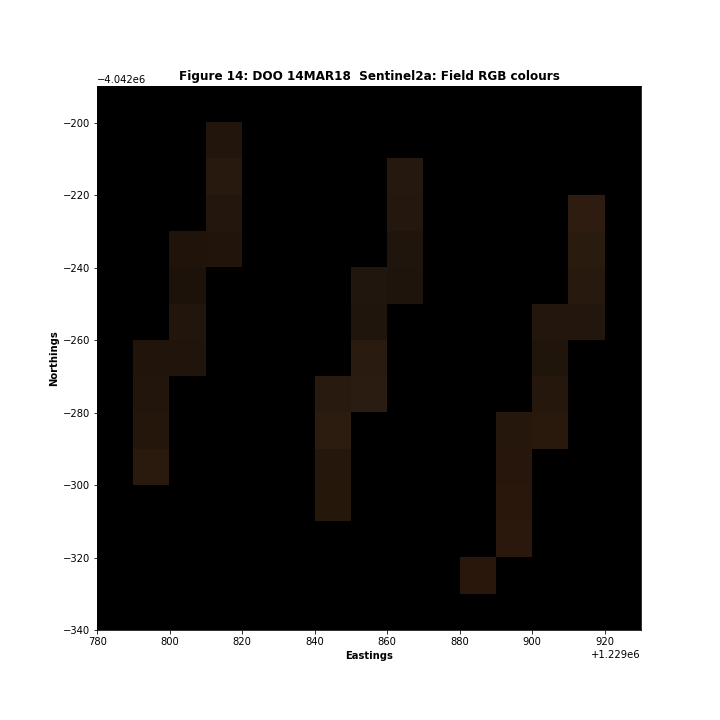 Figure 14: DOO 14MAR18  Sentinel2a: Field RGB colours
−4.042e6
−200
−220
−240
−260
−280
−300
−320
−340
Northings
780 800 820 840 860 880 900 920
+1.229e6
Eastings